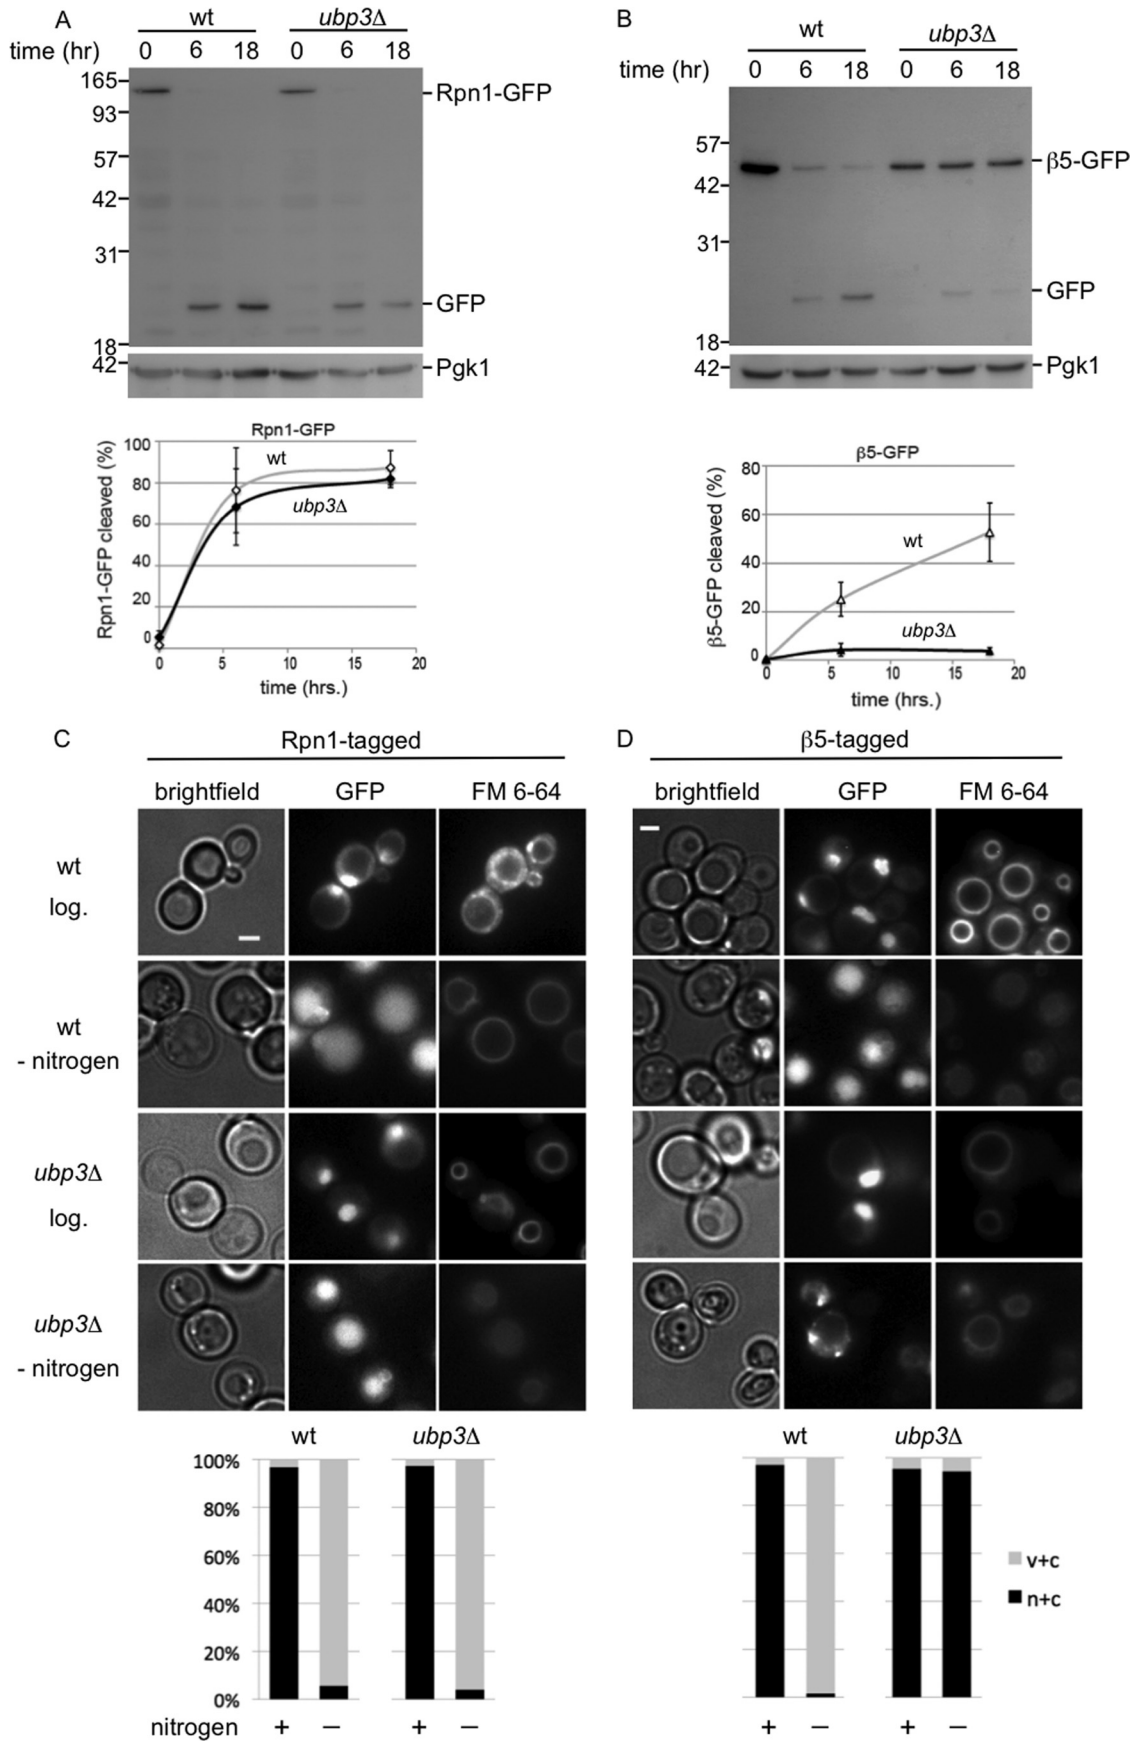 A
wt
ubp3Δ
time (hr)
0 6 18 0 6 18
165
93
57
42
31
18
42
Rpn1-GFP
GFP
Pgk1
Rpn1-GFP
Rpn1-GFP cleaved (%)
100
80
60
40
20
0
wt
ubp3Δ
0 5 10 15 20
time (hrs.)
B
wt
ubp3Δ
time (hr)
0 6 18 0 6 18
57
42
31
18
42
β5-GFP
GFP
Pgk1
β5-GFP
β5-GFP cleaved (%)
80
60
40
20
0
wt
ubp3Δ
0 5 10 15 20
time (hrs.)
C
Rpn1-tagged
brightfield GFP FM 6-64
wt
log.
wt
- nitrogen
ubp3Δ
log.
ubp3Δ
- nitrogen
wt
ubp3Δ
100%
80%
60%
40%
20%
0%
nitrogen + – + –
D
β5-tagged
brightfield GFP FM 6-64
wt
ubp3Δ
v+c
n+c
+ – + –